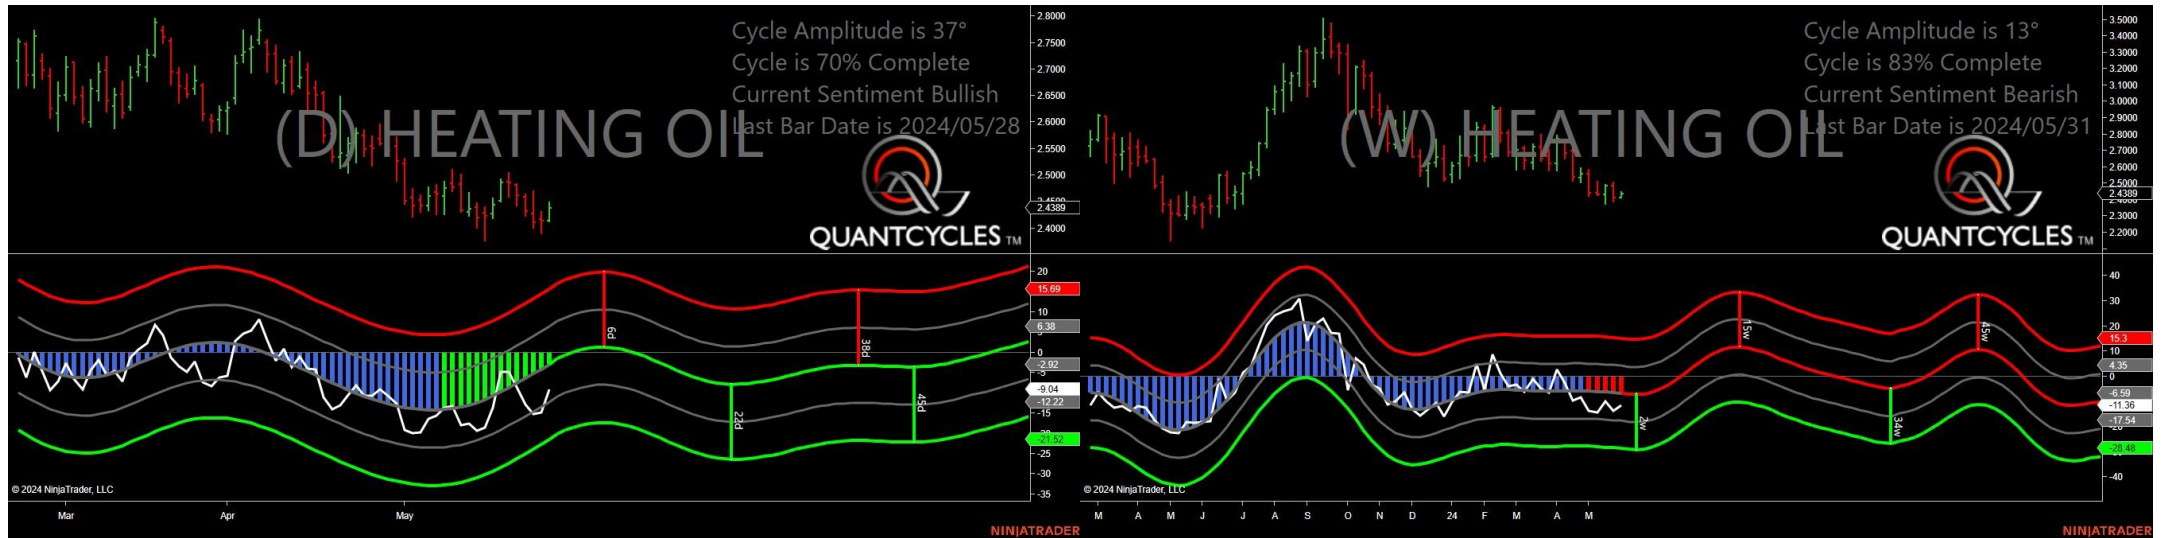 Cycle Amplitude is 37°
Cycle is 70% Complete
Current Sentiment Bullish
Last Bar Date is 2024/05/28
(D) HEATING OIL
QUANTCYCLES TM
2.8000
2.7500
2.7000
2.6500
2.6000
2.5500
2.5000
2.4389
2.4000
20
15.69
10
6.38
0
-2.92
-9.04
-12.22
-15
-21.52
-25
-30
-35
6d
22d
38d
45d
© 2024 NinjaTrader, LLC
Mar Apr May
NINJATRADER
Cycle Amplitude is 13°
Cycle is 83% Complete
Current Sentiment Bearish
Last Bar Date is 2024/05/31
(W) HEATING OIL
QUANTCYCLES TM
3.5000
3.4000
3.3000
3.2000
3.1000
3.0000
2.9000
2.8000
2.7000
2.6000
2.5000
2.4389
2.3000
2.2000
40
30
20
15.3
10
4.35
0
-6.59
-11.36
-17.54
-28.48
-40
2w
15w
34w
45w
© 2024 NinjaTrader, LLC
M A M J J A S O N D 24 F M A M
NINJATRADER